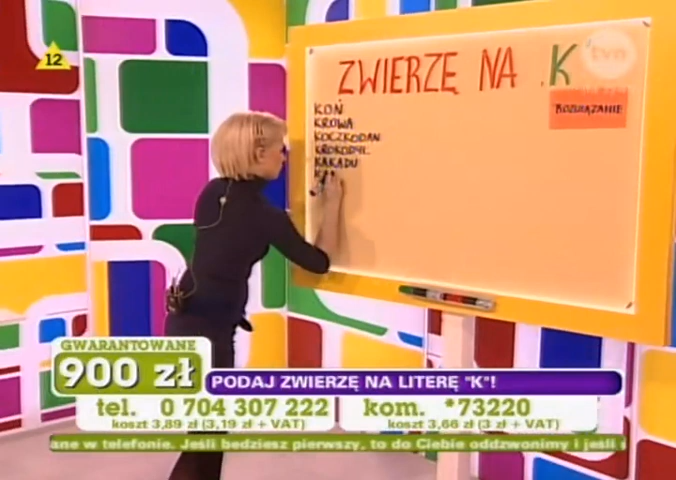 12
ZWIERZĘ NA K
tvn
ROZWIĄZANIE
KOŃ
KROWA
KOCZKODAN
KROKODYL
KAKADU
GWARANTOWANE
900 zł
PODAJ ZWIERZĘ NA LITERĘ "K"!
tel. 0 704 307 222
koszt 3,89 zł (3,19 zł + VAT)
kom. *73220
koszt 3,66 zł (3 zł + VAT)
ane w telefonie. Jeśli będziesz pierwszy, to do Ciebie oddzwonimy i jeśli